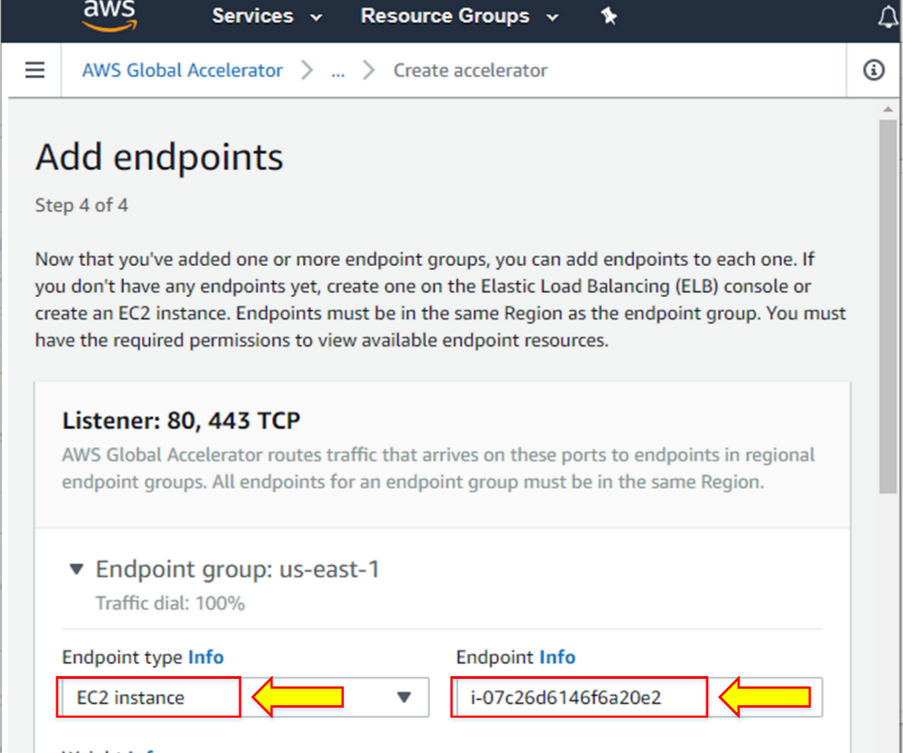 aws Services Resource Groups
AWS Global Accelerator > ... > Create accelerator
Add endpoints
Step 4 of 4
Now that you've added one or more endpoint groups, you can add endpoints to each one. If
you don't have any endpoints yet, create one on the Elastic Load Balancing (ELB) console or
create an EC2 instance. Endpoints must be in the same Region as the endpoint group. You must
have the required permissions to view available endpoint resources.
Listener: 80, 443 TCP
AWS Global Accelerator routes traffic that arrives on these ports to endpoints in regional
endpoint groups. All endpoints for an endpoint group must be in the same Region.
Endpoint group: us-east-1
Traffic dial: 100%
Endpoint type Info
Endpoint Info
EC2 instance
i-07c26d6146f6a20e2